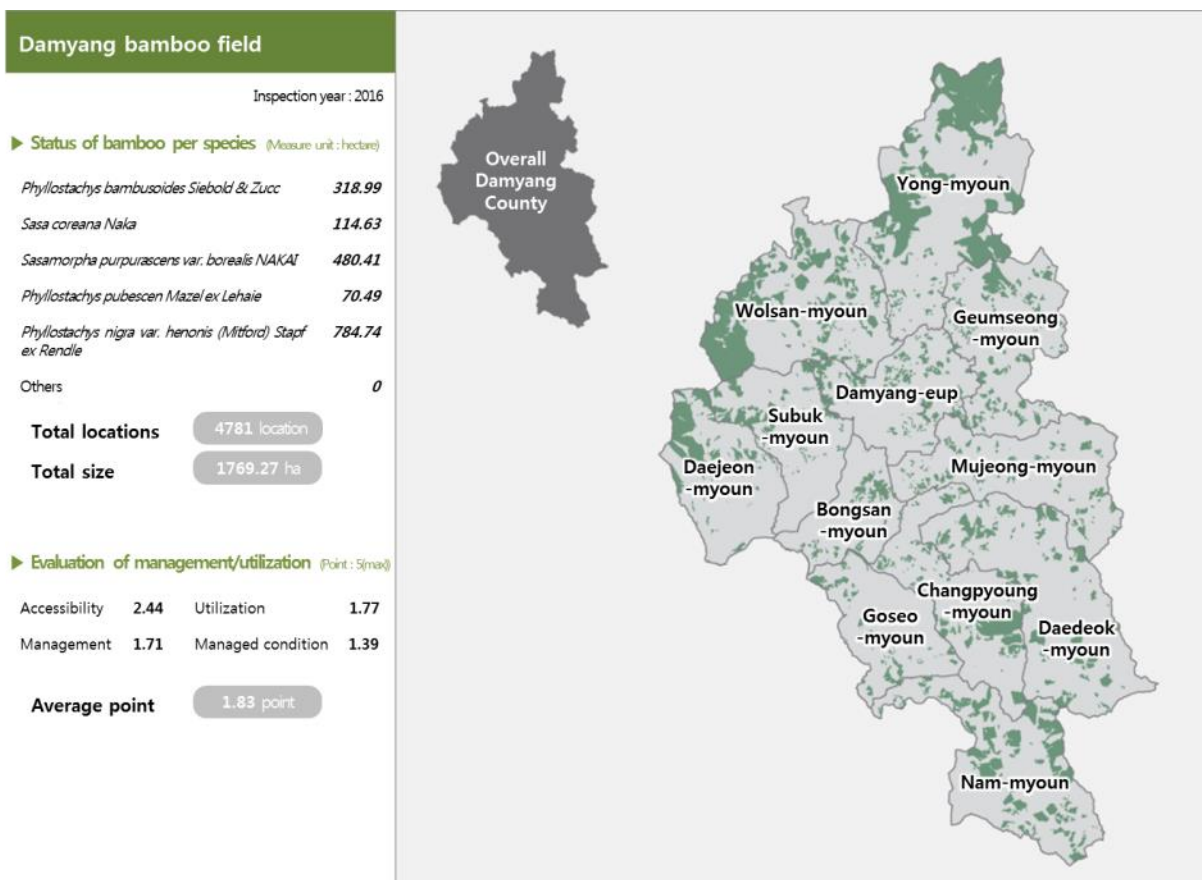 Damyang bamboo field
Inspection year : 2016
▶ Status of bamboo per species (Measure unit : hectare)
Phyllostachys bambusoides Siebold & Zucc 318.99
Sasa coreana Naka 114.63
Sasamorpha purpurascens var. borealis NAKAI 480.41
Phyllostachys pubescen Mazel ex Lehaie 70.49
Phyllostachys nigra var. henonis (Mitford) Stapf 784.74
ex Rendle
Others 0
Total locations 4781 location
Total size 1769.27 ha
▶ Evaluation of management/utilization (Point : 5(max))
Accessibility 2.44 Utilization 1.77
Management 1.71 Managed condition 1.39
Average point 1.83 point
Overall
Damyang
County
Yong-myoun
Wolsan-myoun
Geumseong
-myoun
Damyang-eup
Subuk
-myoun
Daejeon
-myoun
Mujeong-myoun
Bongsan
-myoun
Changpyoung
-myoun
Goseo
-myoun
Daedeok
-myoun
Nam-myoun